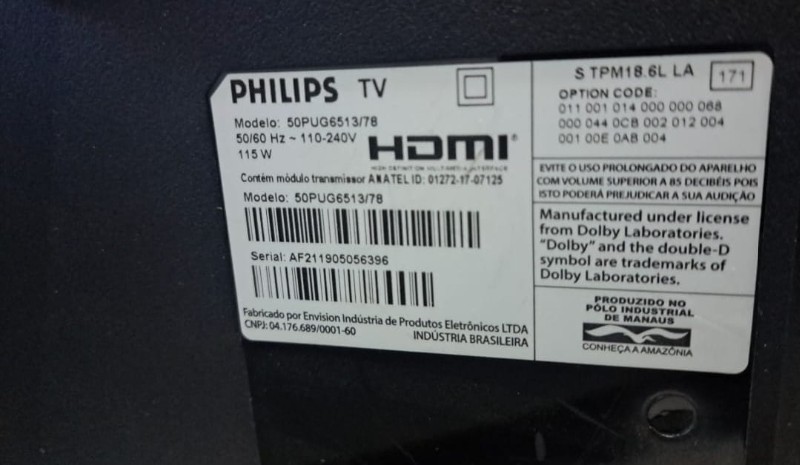 PHILIPS TV
Modelo: 50PUG6513/78
50/60 Hz ~ 110-240V
115 W
HDMI
HIGH DEFINITION MULTIMEDIA INTERFACE
Contém módulo transmissor ANATEL ID: 01272-17-07125
Modelo: 50PUG6513/78
Serial: AF211905056396
Fabricado por Envision Indústria de Produtos Eletrônicos LTDA
CNPJ: 04.176.689/0001-60
INDÚSTRIA BRASILEIRA
S TPM18.6L LA 171
OPTION CODE:
011 001 014 000 000 068
000 044 0CB 002 012 004
001 00E 0AB 004
EVITE O USO PROLONGADO DO APARELHO
COM VOLUME SUPERIOR A 85 DECIBÉIS POIS
ISTO PODERÁ PREJUDICAR A SUA AUDIÇÃO
Manufactured under license
from Dolby Laboratories.
"Dolby" and the double-D
symbol are trademarks of
Dolby Laboratories.
PRODUZIDO NO
PÓLO INDUSTRIAL
DE MANAUS
CONHEÇA A AMAZÔNIA